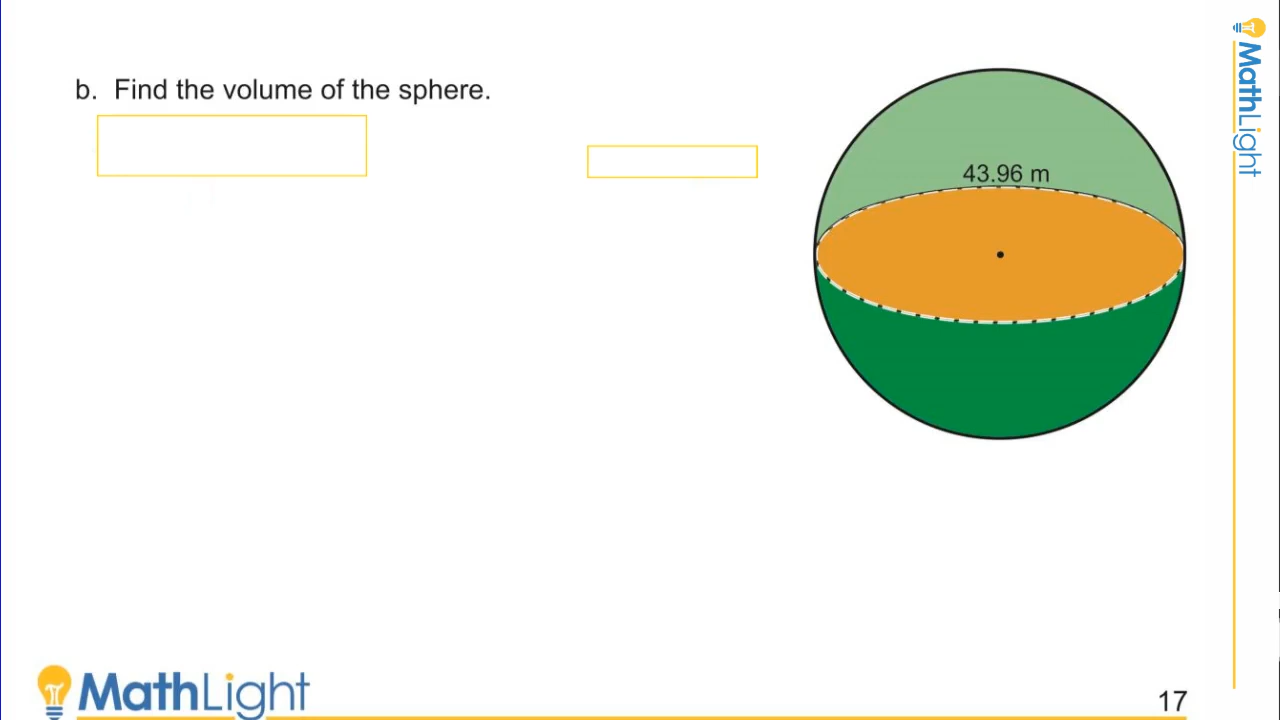 b. Find the volume of the sphere.
43.96 m
MathLight
MathLight
17